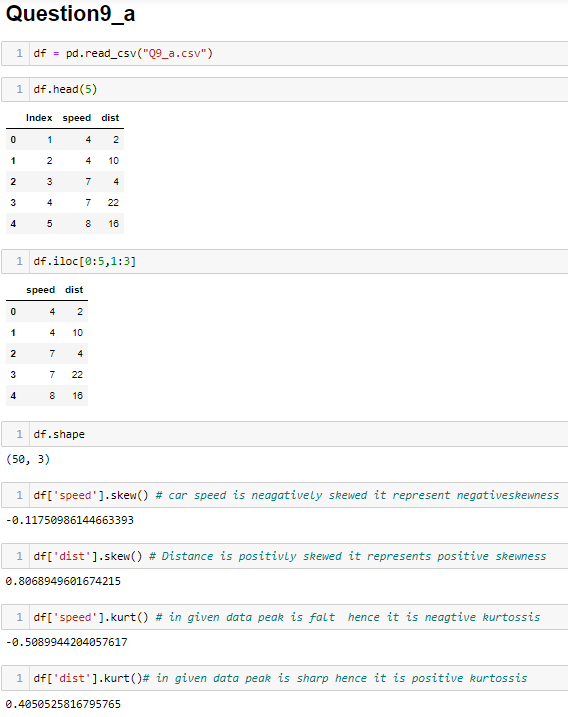 Question9_a
1 df = pd.read_csv("Q9_a.csv")
1 df.head(5)
Index speed dist
0 1 4 2
1 2 4 10
2 3 7 4
3 4 7 22
4 5 8 16
1 df.iloc[0:5,1:3]
speed dist
0 4 2
1 4 10
2 7 4
3 7 22
4 8 16
1 df.shape
(50, 3)
1 df['speed'].skew() # car speed is neagatively skewed it represent negativeskewness
-0.11750986144663393
1 df['dist'].skew() # Distance is positivly skewed it represents positive skewness
0.8068949601674215
1 df['speed'].kurt() # in given data peak is falt hence it is neagtive kurtossis
-0.5089944204057617
1 df['dist'].kurt()# in given data peak is sharp hence it is positive kurtossis
0.4050525816795765